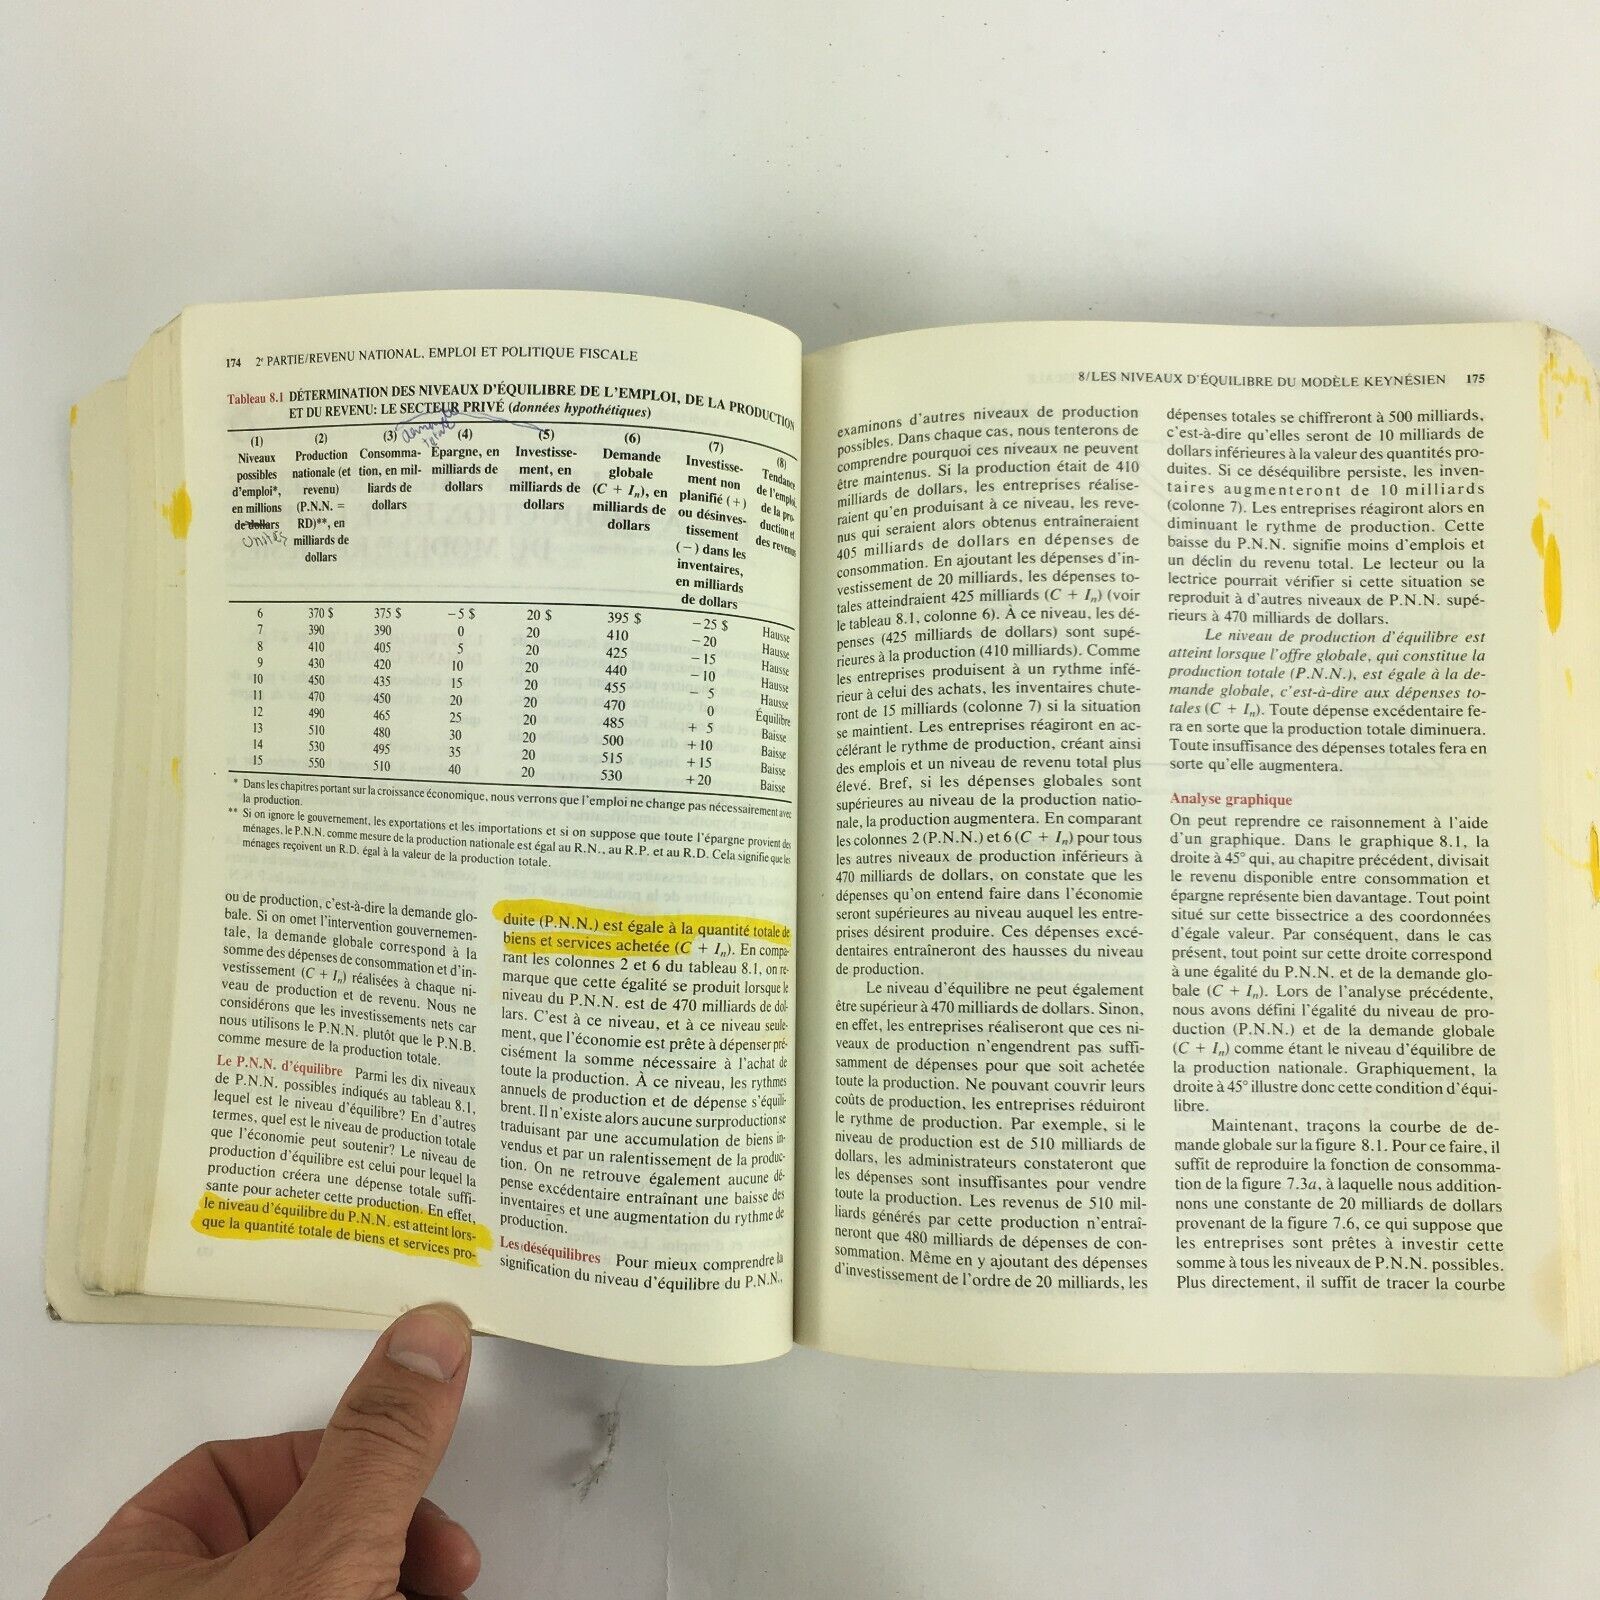 174 2e PARTIE/REVENU NATIONAL, EMPLOI ET POLITIQUE FISCALE
Tableau 8.1 DÉTERMINATION DES NIVEAUX D'ÉQUILIBRE DE L'EMPLOI, DE LA PRODUCTION
ET DU REVENU: LE SECTEUR PRIVÉ (données hypothétiques)
demande
totale
(1) Niveaux possibles d'emploi*, en millions de dollars
unités
(2) Production nationale (et revenu) (P.N.N. = RD)**, en milliards de dollars
(3) Consomma-tion, en mil-liards de dollars
(4) Épargne, en milliards de dollars
(5) Investisse-ment, en milliards de dollars
(6) Demande globale (C + In), en milliards de dollars
(7) Investisse-ment non planifié (+) ou désinves-tissement (−) dans les inventaires, en milliards de dollars
(8) Tendance de l'emploi, de la pro-duction et des revenus
6 370 $ 375 $ −5 $ 20 $ 395 $ −25 $ Hausse
7 390 390 0 20 410 −20 Hausse
8 410 405 5 20 425 −15 Hausse
9 430 420 10 20 440 −10 Hausse
10 450 435 15 20 455 − 5 Hausse
11 470 450 20 20 470 0 Équilibre
12 490 465 25 20 485 + 5 Baisse
13 510 480 30 20 500 +10 Baisse
14 530 495 35 20 515 +15 Baisse
15 550 510 40 20 530 +20 Baisse
* Dans les chapitres portant sur la croissance économique, nous verrons que l'emploi ne change pas nécessairement avec
la production.
** Si on ignore le gouvernement, les exportations et les importations et si on suppose que toute l'épargne provient des
ménages, le P.N.N. comme mesure de la production nationale est égal au R.N., au R.P. et au R.D. Cela signifie que les
ménages reçoivent un R.D. égal à la valeur de la production totale.
ou de production, c'est-à-dire la demande glo-
bale. Si on omet l'intervention gouvernemen-
tale, la demande globale correspond à la
somme des dépenses de consommation et d'in-
vestissement (C + In) réalisées à chaque ni-
veau de production et de revenu. Nous ne
considérons que les investissements nets car
nous utilisons le P.N.N. plutôt que le P.N.B.
comme mesure de la production totale.
Le P.N.N. d'équilibre Parmi les dix niveaux
de P.N.N. possibles indiqués au tableau 8.1,
lequel est le niveau d'équilibre? En d'autres
termes, quel est le niveau de production totale
que l'économie peut soutenir? Le niveau de
production d'équilibre est celui pour lequel la
production créera une dépense totale suffi-
sante pour acheter cette production. En effet,
le niveau d'équilibre du P.N.N. est atteint lors-
que la quantité totale de biens et services pro-
duite (P.N.N.) est égale à la quantité totale de
biens et services achetée (C + In). En compa-
rant les colonnes 2 et 6 du tableau 8.1, on re-
marque que cette égalité se produit lorsque le
niveau du P.N.N. est de 470 milliards de dol-
lars. C'est à ce niveau, et à ce niveau seule-
ment, que l'économie est prête à dépenser pré-
cisément la somme nécessaire à l'achat de
toute la production. À ce niveau, les rythmes
annuels de production et de dépense s'équili-
brent. Il n'existe alors aucune surproduction se
traduisant par une accumulation de biens in-
vendus et par un ralentissement de la produc-
tion. On ne retrouve également aucune dé-
pense excédentaire entraînant une baisse des
inventaires et une augmentation du rythme de
production.
Les déséquilibres Pour mieux comprendre la
signification du niveau d'équilibre du P.N.N.,
8/LES NIVEAUX D'ÉQUILIBRE DU MODÈLE KEYNÉSIEN 175
examinons d'autres niveaux de production
possibles. Dans chaque cas, nous tenterons de
comprendre pourquoi ces niveaux ne peuvent
être maintenus. Si la production était de 410
milliards de dollars, les entreprises réalise-
raient qu'en produisant à ce niveau, les reve-
nus qui seraient alors obtenus entraîneraient
405 milliards de dollars en dépenses de
consommation. En ajoutant les dépenses d'in-
vestissement de 20 milliards, les dépenses to-
tales atteindraient 425 milliards (C + In) (voir
le tableau 8.1, colonne 6). À ce niveau, les dé-
penses (425 milliards de dollars) sont supé-
rieures à la production (410 milliards). Comme
les entreprises produisent à un rythme infé-
rieur à celui des achats, les inventaires chute-
ront de 15 milliards (colonne 7) si la situation
se maintient. Les entreprises réagiront en ac-
célérant le rythme de production, créant ainsi
des emplois et un niveau de revenu total plus
élevé. Bref, si les dépenses globales sont
supérieures au niveau de la production natio-
nale, la production augmentera. En comparant
les colonnes 2 (P.N.N.) et 6 (C + In) pour tous
les autres niveaux de production inférieurs à
470 milliards de dollars, on constate que les
dépenses qu'on entend faire dans l'économie
seront supérieures au niveau auquel les entre-
prises désirent produire. Ces dépenses excé-
dentaires entraîneront des hausses du niveau
de production.
Le niveau d'équilibre ne peut également
être supérieur à 470 milliards de dollars. Sinon,
en effet, les entreprises réaliseront que ces ni-
veaux de production n'engendrent pas suffi-
samment de dépenses pour que soit achetée
toute la production. Ne pouvant couvrir leurs
coûts de production, les entreprises réduiront
le rythme de production. Par exemple, si le
niveau de production est de 510 milliards de
dollars, les administrateurs constateront que
les dépenses sont insuffisantes pour vendre
toute la production. Les revenus de 510 mil-
liards générés par cette production n'entraî-
neront que 480 milliards de dépenses de con-
sommation. Même en y ajoutant des dépenses
d'investissement de l'ordre de 20 milliards, les
dépenses totales se chiffreront à 500 milliards,
c'est-à-dire qu'elles seront de 10 milliards de
dollars inférieures à la valeur des quantités pro-
duites. Si ce déséquilibre persiste, les inven-
taires augmenteront de 10 milliards
(colonne 7). Les entreprises réagiront alors en
diminuant le rythme de production. Cette
baisse du P.N.N. signifie moins d'emplois et
un déclin du revenu total. Le lecteur ou la
lectrice pourrait vérifier si cette situation se
reproduit à d'autres niveaux de P.N.N. supé-
rieurs à 470 milliards de dollars.
Le niveau de production d'équilibre est
atteint lorsque l'offre globale, qui constitue la
production totale (P.N.N.), est égale à la de-
mande globale, c'est-à-dire aux dépenses to-
tales (C + In). Toute dépense excédentaire fe-
ra en sorte que la production totale diminuera.
Toute insuffisance des dépenses totales fera en
sorte qu'elle augmentera.
Analyse graphique
On peut reprendre ce raisonnement à l'aide
d'un graphique. Dans le graphique 8.1, la
droite à 45° qui, au chapitre précédent, divisait
le revenu disponible entre consommation et
épargne représente bien davantage. Tout point
situé sur cette bissectrice a des coordonnées
d'égale valeur. Par conséquent, dans le cas
présent, tout point sur cette droite correspond
à une égalité du P.N.N. et de la demande glo-
bale (C + In). Lors de l'analyse précédente,
nous avons défini l'égalité du niveau de pro-
duction (P.N.N.) et de la demande globale
(C + In) comme étant le niveau d'équilibre de
la production nationale. Graphiquement, la
droite à 45° illustre donc cette condition d'équi-
libre.
Maintenant, traçons la courbe de de-
mande globale sur la figure 8.1. Pour ce faire, il
suffit de reproduire la fonction de consomma-
tion de la figure 7.3a, à laquelle nous addition-
nons une constante de 20 milliards de dollars
provenant de la figure 7.6, ce qui suppose que
les entreprises sont prêtes à investir cette
somme à tous les niveaux de P.N.N. possibles.
Plus directement, il suffit de tracer la courbe